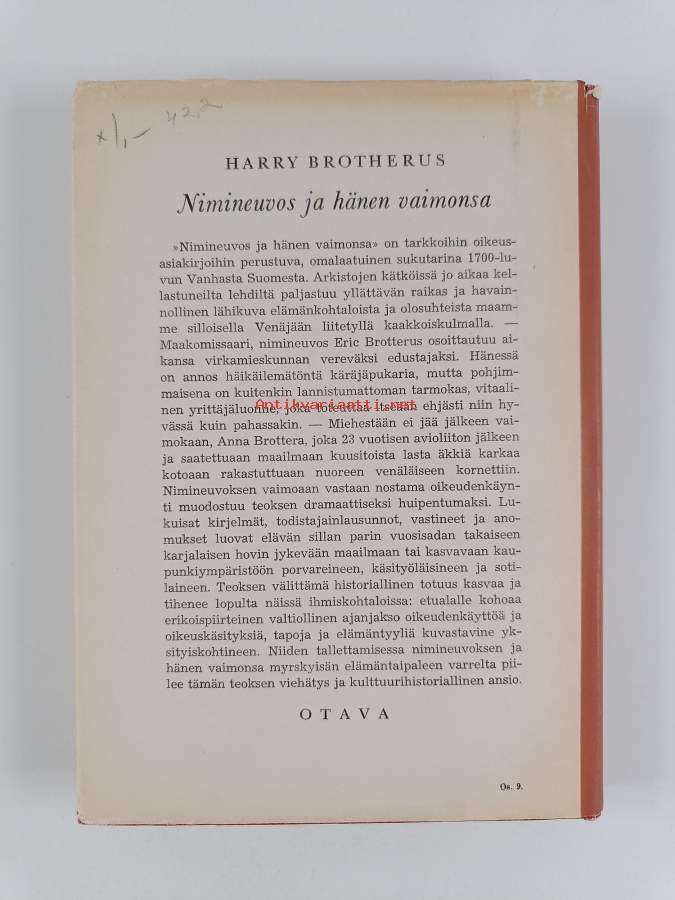 x/,- 42,2
HARRY BROTHERUS
Nimineuvos ja hänen vaimonsa
»Nimineuvos ja hänen vaimonsa» on tarkkoihin oikeus-
asiakirjoihin perustuva, omalaatuinen sukutarina 1700-lu-
vun Vanhasta Suomesta. Arkistojen kätköissä jo aikaa kel-
lastuneilta lehdiltä paljastuu yllättävän raikas ja havain-
nollinen lähikuva elämänkohtaloista ja olosuhteista maam-
me silloisella Venäjään liitetyllä kaakkoiskulmalla. —
Maakomissaari, nimineuvos Eric Brotterus osoittautuu ai-
kansa virkamieskunnan vereväksi edustajaksi. Hänessä
on annos häikäilemätöntä käräjäpukaria, mutta pohjim-
maisena on kuitenkin lannistumattoman tarmokas, vitaali-
nen yrittäjäluonne, joka toteuttaa itseään ehjästi niin hy-
Antikvariaatti.net
vässä kuin pahassakin. — Miehestään ei jää jälkeen vai-
mokaan, Anna Brottera, joka 23 vuotisen avioliiton jälkeen
ja saatettuaan maailmaan kuusitoista lasta äkkiä karkaa
kotoaan rakastuttuaan nuoreen venäläiseen kornettiin.
Nimineuvoksen vaimoaan vastaan nostama oikeudenkäyn-
ti muodostuu teoksen dramaattiseksi huipentumaksi. Lu-
kuisat kirjelmät, todistajainlausunnot, vastineet ja ano-
mukset luovat elävän sillan parin vuosisadan takaiseen
karjalaisen hovin jykevään maailmaan tai kasvavaan kau-
punkiympäristöön porvareineen, käsityöläisineen ja soti-
laineen. Teoksen välittämä historiallinen totuus kasvaa ja
tihenee lopulta näissä ihmiskohtaloissa: etualalle kohoaa
erikoispiirteinen valtiollinen ajanjakso oikeudenkäyttöä ja
oikeuskäsityksiä, tapoja ja elämäntyyliä kuvastavine yk-
sityiskohtineen. Niiden tallettamisessa nimineuvoksen ja
hänen vaimonsa myrskyisän elämäntaipaleen varrelta pii-
lee tämän teoksen viehätys ja kulttuurihistoriallinen ansio.
OTAVA
Os. 9.